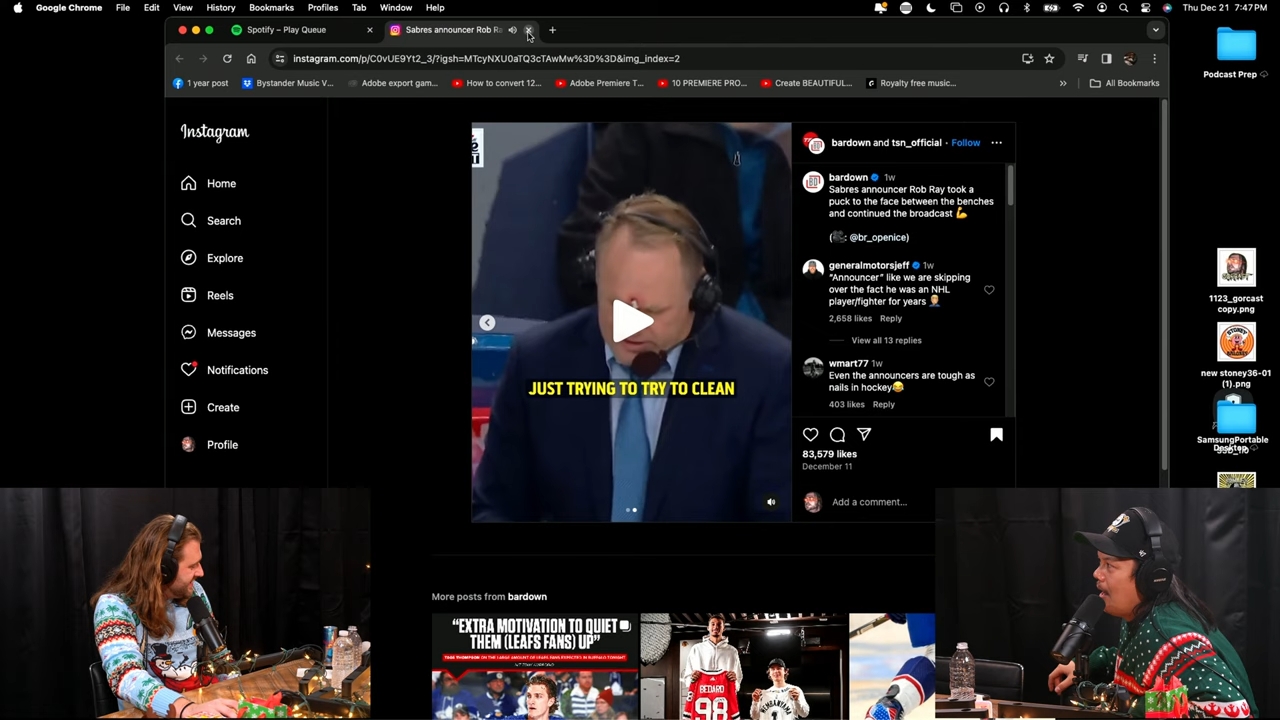 Google Chrome File Edit View History Bookmarks Profiles Tab Window Help Thu Dec 21 7:47 PM
Spotify – Play Queue
Sabres announcer Rob Ra
instagram.com/p/C0vUE9Yt2_3/?igsh=MTcyNXU0aTQ3cTAwMw%3D%3D&img_index=2
1 year post Bystander Music V... Adobe export gam... How to convert 12... Adobe Premiere T... 10 PREMIERE PRO... Create BEAUTIFUL... Royalty free music... » All Bookmarks
Instagram
Home
Search
Explore
Reels
Messages
Notifications
Create
Profile
JUST TRYING TO TRY TO CLEAN
bardown and tsn_official • Follow
bardown 1w
Sabres announcer Rob Ray took a
puck to the face between the benches
and continued the broadcast 💪
(🎥: @br_openice)
generalmotorsjeff 1w
“Announcer” like we are skipping
over the fact he was an NHL
player/fighter for years
2,658 likes Reply
View all 13 replies
wmart77 1w
Even the announcers are tough as
nails in hockey😂
403 likes Reply
83,579 likes
December 11
Add a comment...
More posts from bardown
“EXTRA MOTIVATION TO QUIET
THEM (LEAFS FANS) UP”
BEDARD
98
WEMBANYAMA
1
Podcast Prep
1123_gorcast
copy.png
new stoney36-01
(1).png
SamsungPortable
Desktop